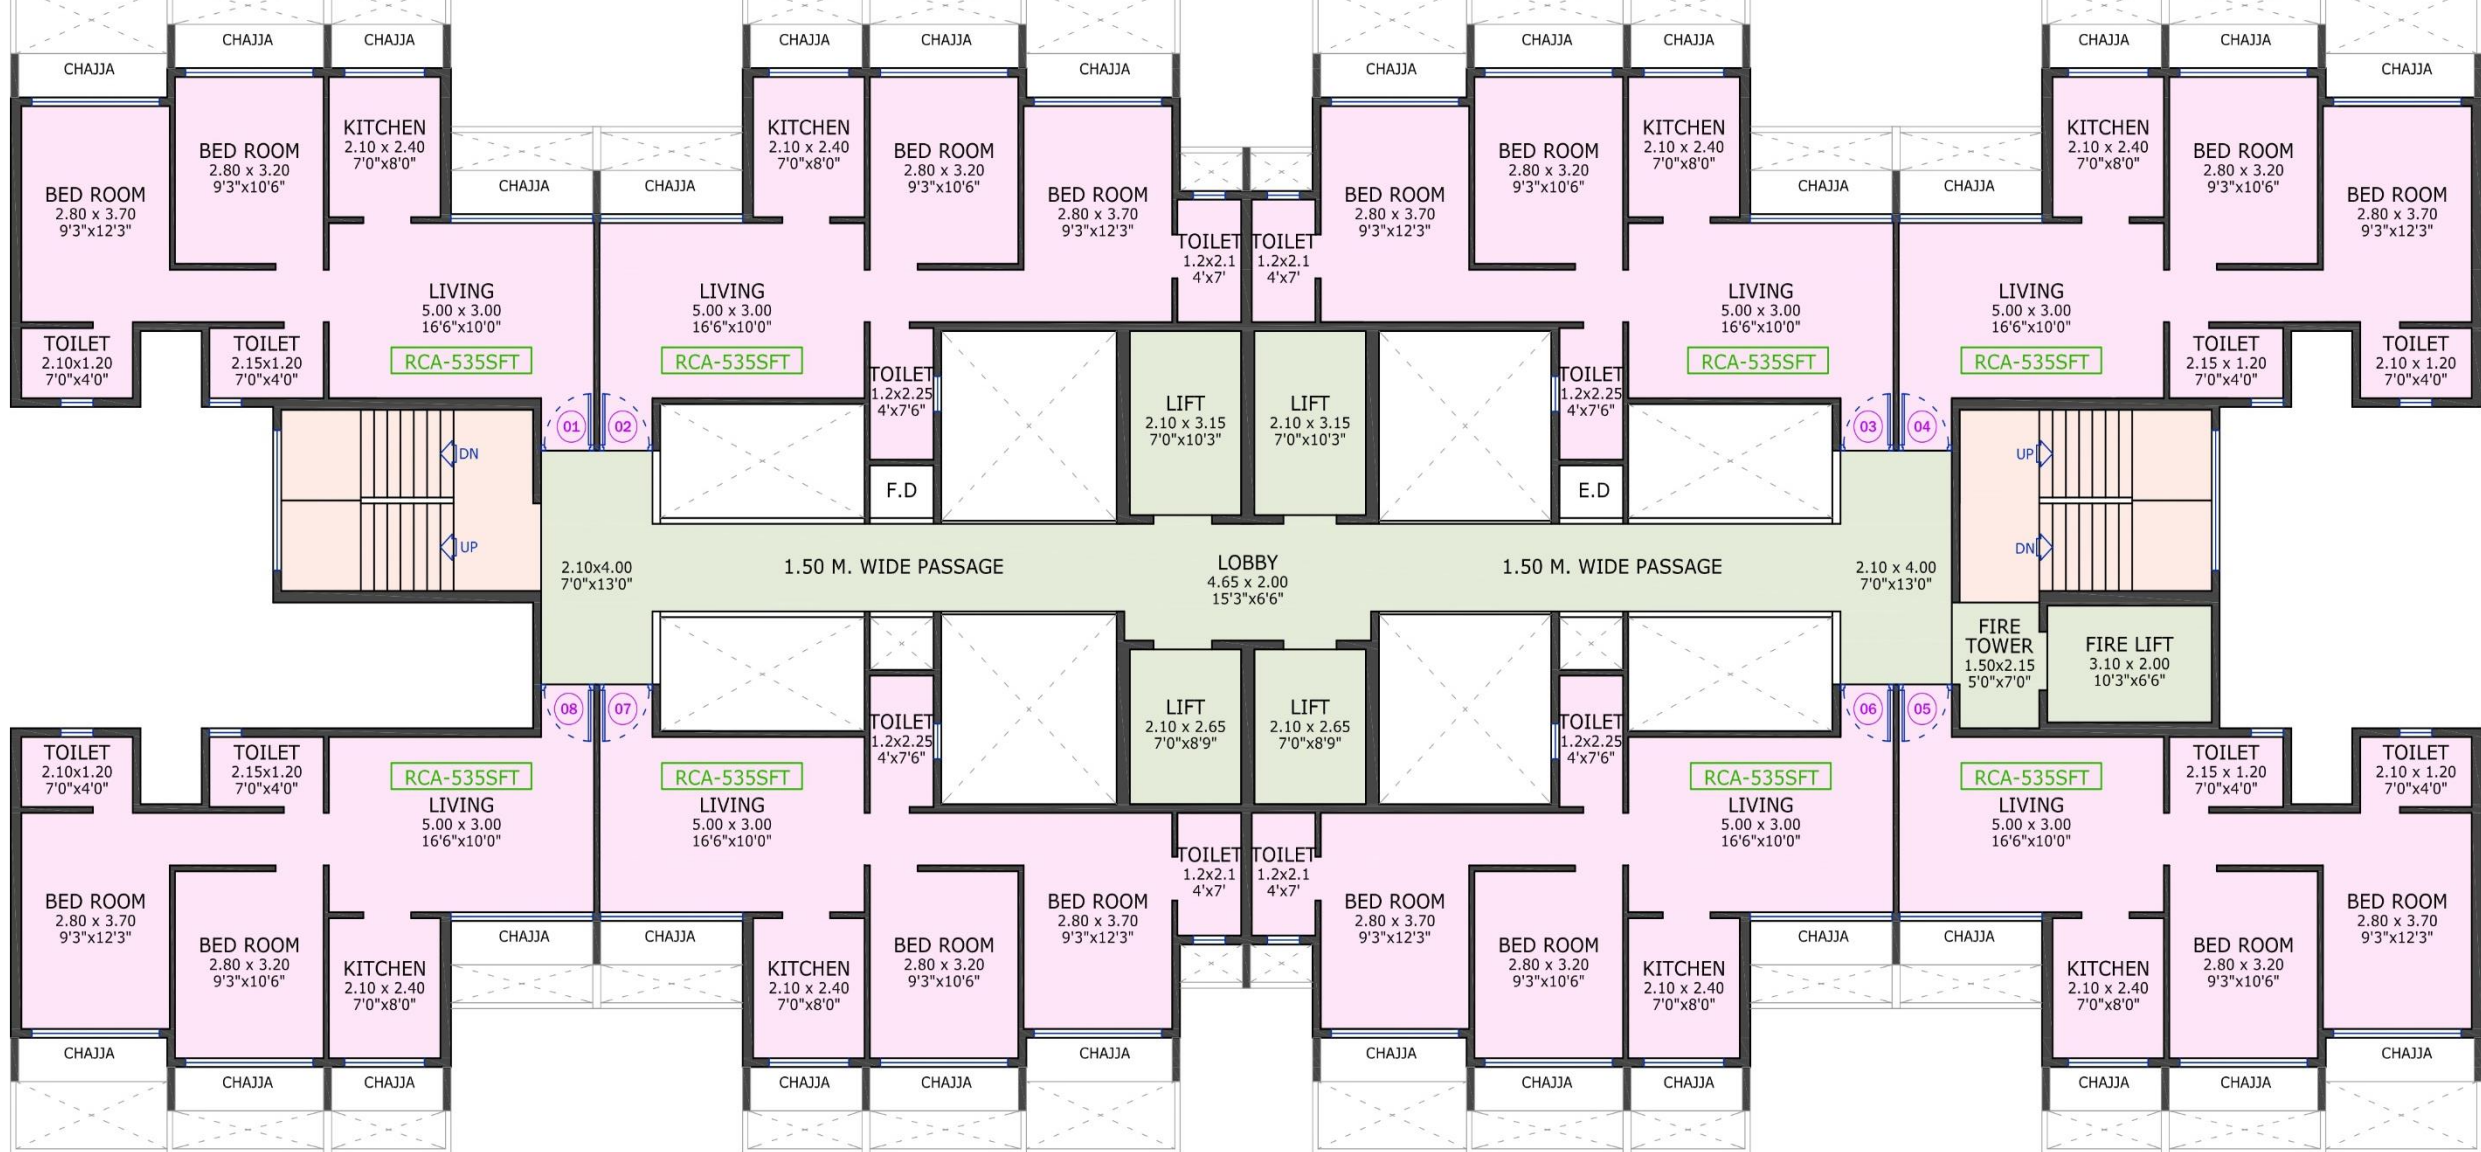 CHAJJA
CHAJJA
CHAJJA
CHAJJA
CHAJJA
CHAJJA
CHAJJA
CHAJJA
CHAJJA
CHAJJA
CHAJJA
CHAJJA
KITCHEN
2.10 x 2.40
7'0"x8'0"
KITCHEN
2.10 x 2.40
7'0"x8'0"
KITCHEN
2.10 x 2.40
7'0"x8'0"
KITCHEN
2.10 x 2.40
7'0"x8'0"
BED ROOM
2.80 x 3.20
9'3"x10'6"
BED ROOM
2.80 x 3.20
9'3"x10'6"
BED ROOM
2.80 x 3.20
9'3"x10'6"
BED ROOM
2.80 x 3.20
9'3"x10'6"
CHAJJA
CHAJJA
CHAJJA
CHAJJA
BED ROOM
2.80 x 3.70
9'3"x12'3"
BED ROOM
2.80 x 3.70
9'3"x12'3"
BED ROOM
2.80 x 3.70
9'3"x12'3"
BED ROOM
2.80 x 3.70
9'3"x12'3"
TOILET
1.2x2.1
4'x7'
TOILET
1.2x2.1
4'x7'
LIVING
5.00 x 3.00
16'6"x10'0"
RCA-535SFT
LIVING
5.00 x 3.00
16'6"x10'0"
RCA-535SFT
LIVING
5.00 x 3.00
16'6"x10'0"
RCA-535SFT
LIVING
5.00 x 3.00
16'6"x10'0"
RCA-535SFT
TOILET
2.10x1.20
7'0"x4'0"
TOILET
2.15x1.20
7'0"x4'0"
TOILET
1.2x2.25
4'x7'6"
TOILET
1.2x2.25
4'x7'6"
TOILET
2.15 x 1.20
7'0"x4'0"
TOILET
2.10 x 1.20
7'0"x4'0"
LIFT
2.10 x 3.15
7'0"x10'3"
LIFT
2.10 x 3.15
7'0"x10'3"
01
02
03
04
DN
UP
F.D
E.D
UP
DN
2.10x4.00
7'0"x13'0"
1.50 M. WIDE PASSAGE
LOBBY
4.65 x 2.00
15'3"x6'6"
1.50 M. WIDE PASSAGE
2.10 x 4.00
7'0"x13'0"
FIRE
TOWER
1.50x2.15
5'0"x7'0"
FIRE LIFT
3.10 x 2.00
10'3"x6'6"
08
07
06
05
LIFT
2.10 x 2.65
7'0"x8'9"
LIFT
2.10 x 2.65
7'0"x8'9"
TOILET
1.2x2.25
4'x7'6"
TOILET
1.2x2.25
4'x7'6"
TOILET
2.10x1.20
7'0"x4'0"
TOILET
2.15x1.20
7'0"x4'0"
TOILET
2.15 x 1.20
7'0"x4'0"
TOILET
2.10 x 1.20
7'0"x4'0"
RCA-535SFT
LIVING
5.00 x 3.00
16'6"x10'0"
RCA-535SFT
LIVING
5.00 x 3.00
16'6"x10'0"
RCA-535SFT
LIVING
5.00 x 3.00
16'6"x10'0"
RCA-535SFT
LIVING
5.00 x 3.00
16'6"x10'0"
TOILET
1.2x2.1
4'x7'
TOILET
1.2x2.1
4'x7'
BED ROOM
2.80 x 3.70
9'3"x12'3"
BED ROOM
2.80 x 3.70
9'3"x12'3"
BED ROOM
2.80 x 3.70
9'3"x12'3"
BED ROOM
2.80 x 3.70
9'3"x12'3"
CHAJJA
CHAJJA
CHAJJA
CHAJJA
BED ROOM
2.80 x 3.20
9'3"x10'6"
BED ROOM
2.80 x 3.20
9'3"x10'6"
BED ROOM
2.80 x 3.20
9'3"x10'6"
BED ROOM
2.80 x 3.20
9'3"x10'6"
KITCHEN
2.10 x 2.40
7'0"x8'0"
KITCHEN
2.10 x 2.40
7'0"x8'0"
KITCHEN
2.10 x 2.40
7'0"x8'0"
KITCHEN
2.10 x 2.40
7'0"x8'0"
CHAJJA
CHAJJA
CHAJJA
CHAJJA
CHAJJA
CHAJJA
CHAJJA
CHAJJA
CHAJJA
CHAJJA
CHAJJA
CHAJJA